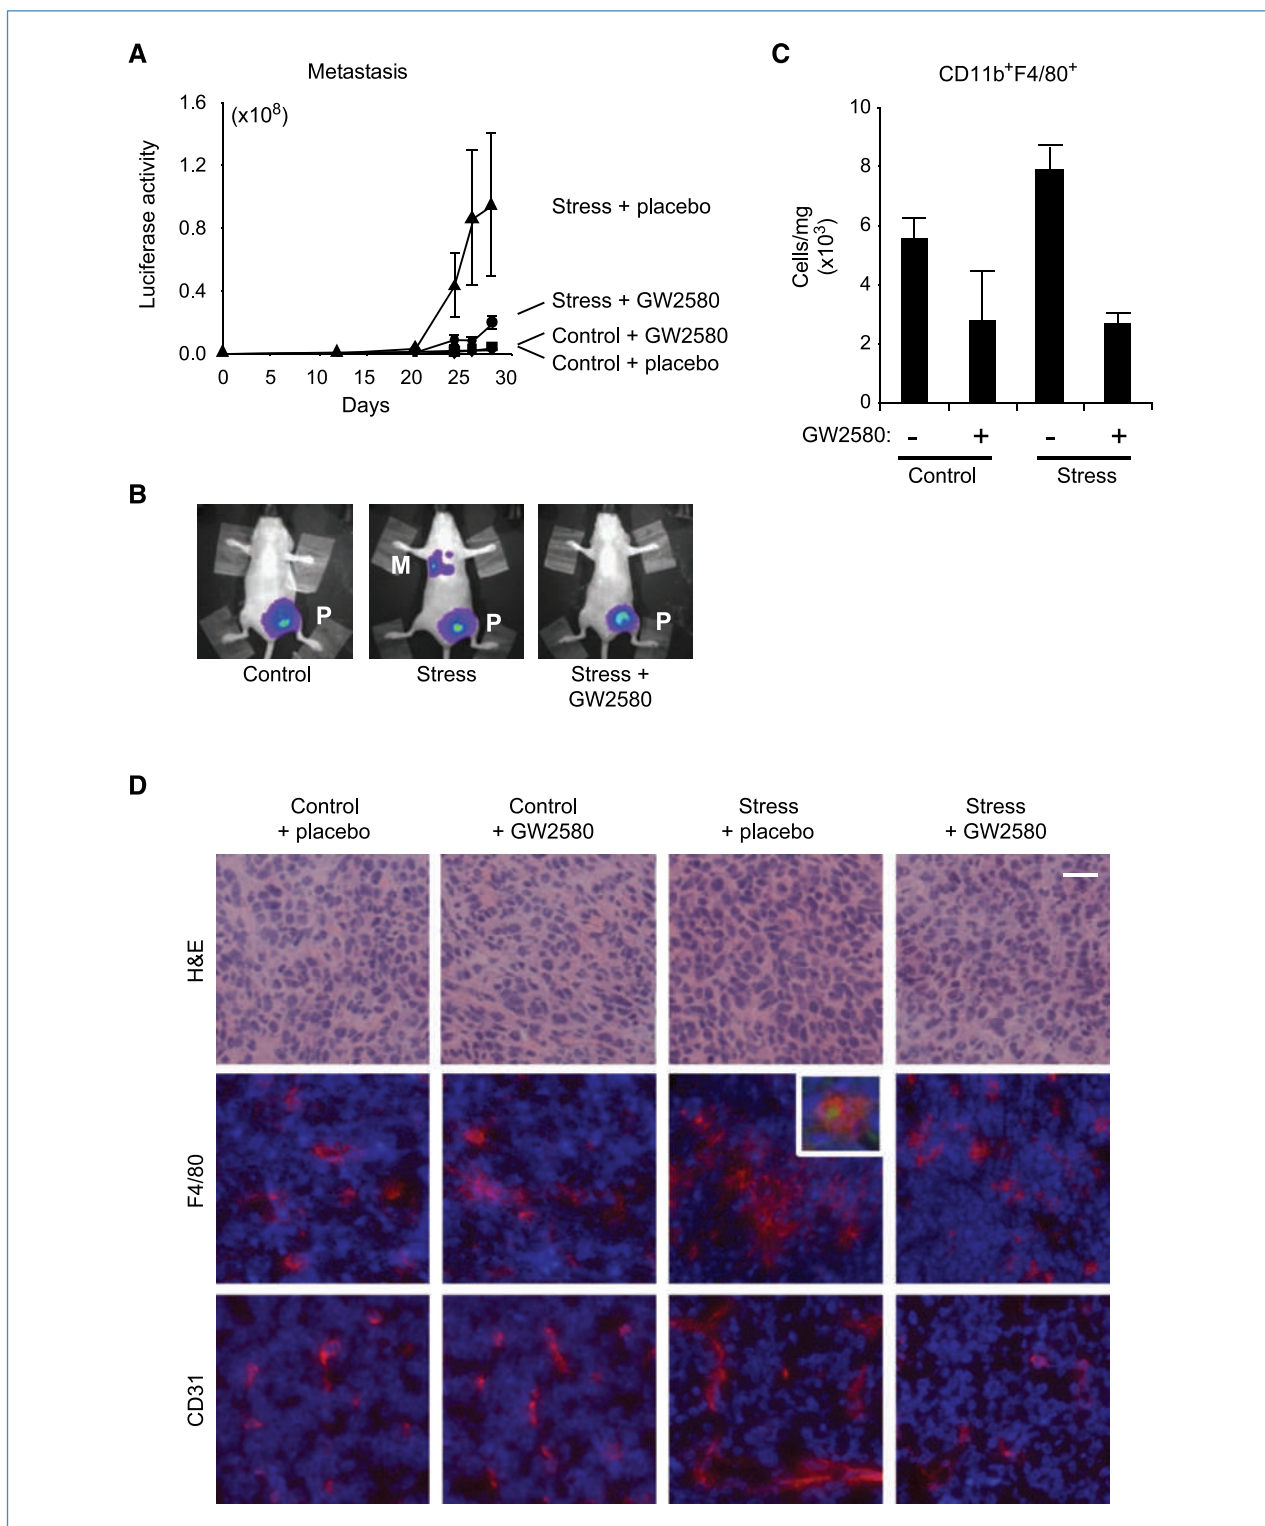 A
Metastasis
(x10⁸)
1.6
1.2
0.8
0.4
0.0
Luciferase activity
0 5 10 15 20 25 30
Days
Stress + placebo
Stress + GW2580
Control + GW2580
Control + placebo
C
CD11b⁺F4/80⁺
10
8
6
4
2
0
Cells/mg
(x10³)
GW2580: - + - +
Control Stress
B
P
M
P
P
Control
Stress
Stress +
GW2580
D
Control
+ placebo
Control
+ GW2580
Stress
+ placebo
Stress
+ GW2580
H&E
F4/80
CD31